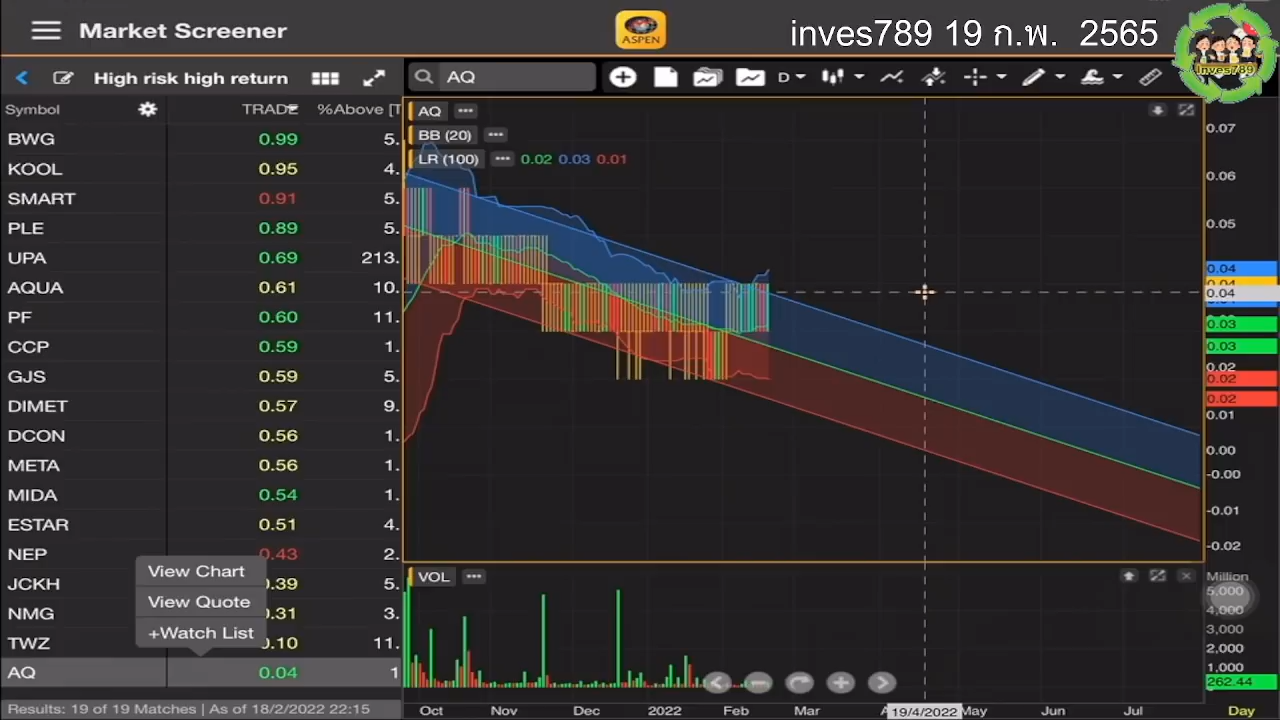 Market Screener
ASPEN
inves789 19 ก.พ. 2565
Inves789
High risk high return
AQ
D
Symbol TRADE %Above [T
BWG 0.99 5.
KOOL 0.95 4.
SMART 0.91 5.
PLE 0.89 5.
UPA 0.69 213.
AQUA 0.61 10.
PF 0.60 11.
CCP 0.59 1.
GJS 0.59 5.
DIMET 0.57 9.
DCON 0.56 1.
META 0.56 1.
MIDA 0.54 1.
ESTAR 0.51 4.
NEP 0.43 2.
JCKH .39 5.
NMG .31 3.
TWZ .10 11.
AQ 0.04 1
View Chart
View Quote
+Watch List
Results: 19 of 19 Matches | As of 18/2/2022 22:15
AQ
BB (20)
LR (100) 0.02 0.03 0.01
0.07
0.06
0.05
0.04
0.04
0.03
0.03
0.02
0.02
0.02
0.01
0.00
-0.00
-0.01
-0.02
VOL
Million
5,000
4,000
3,000
2,000
1,000
262.44
Oct Nov Dec 2022 Feb Mar 19/4/2022 May Jun Jul Day